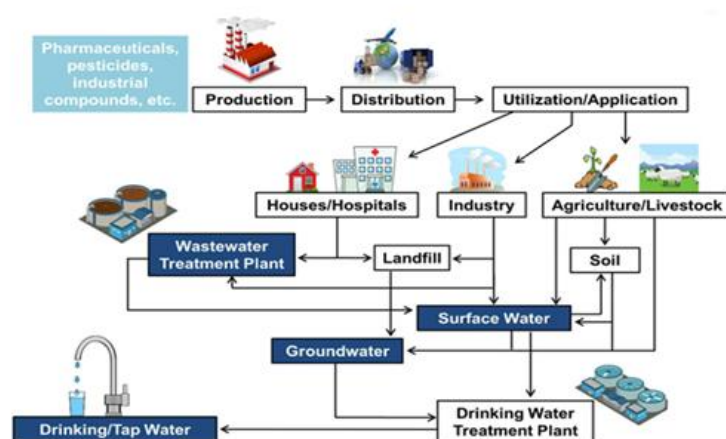 Pharmaceuticals,
pesticides,
industrial
compounds, etc.
Production
Distribution
Utilization/Application
Houses/Hospitals
Industry
Agriculture/Livestock
Wastewater
Treatment Plant
Landfill
Soil
Surface Water
Groundwater
Drinking/Tap Water
Drinking Water
Treatment Plant